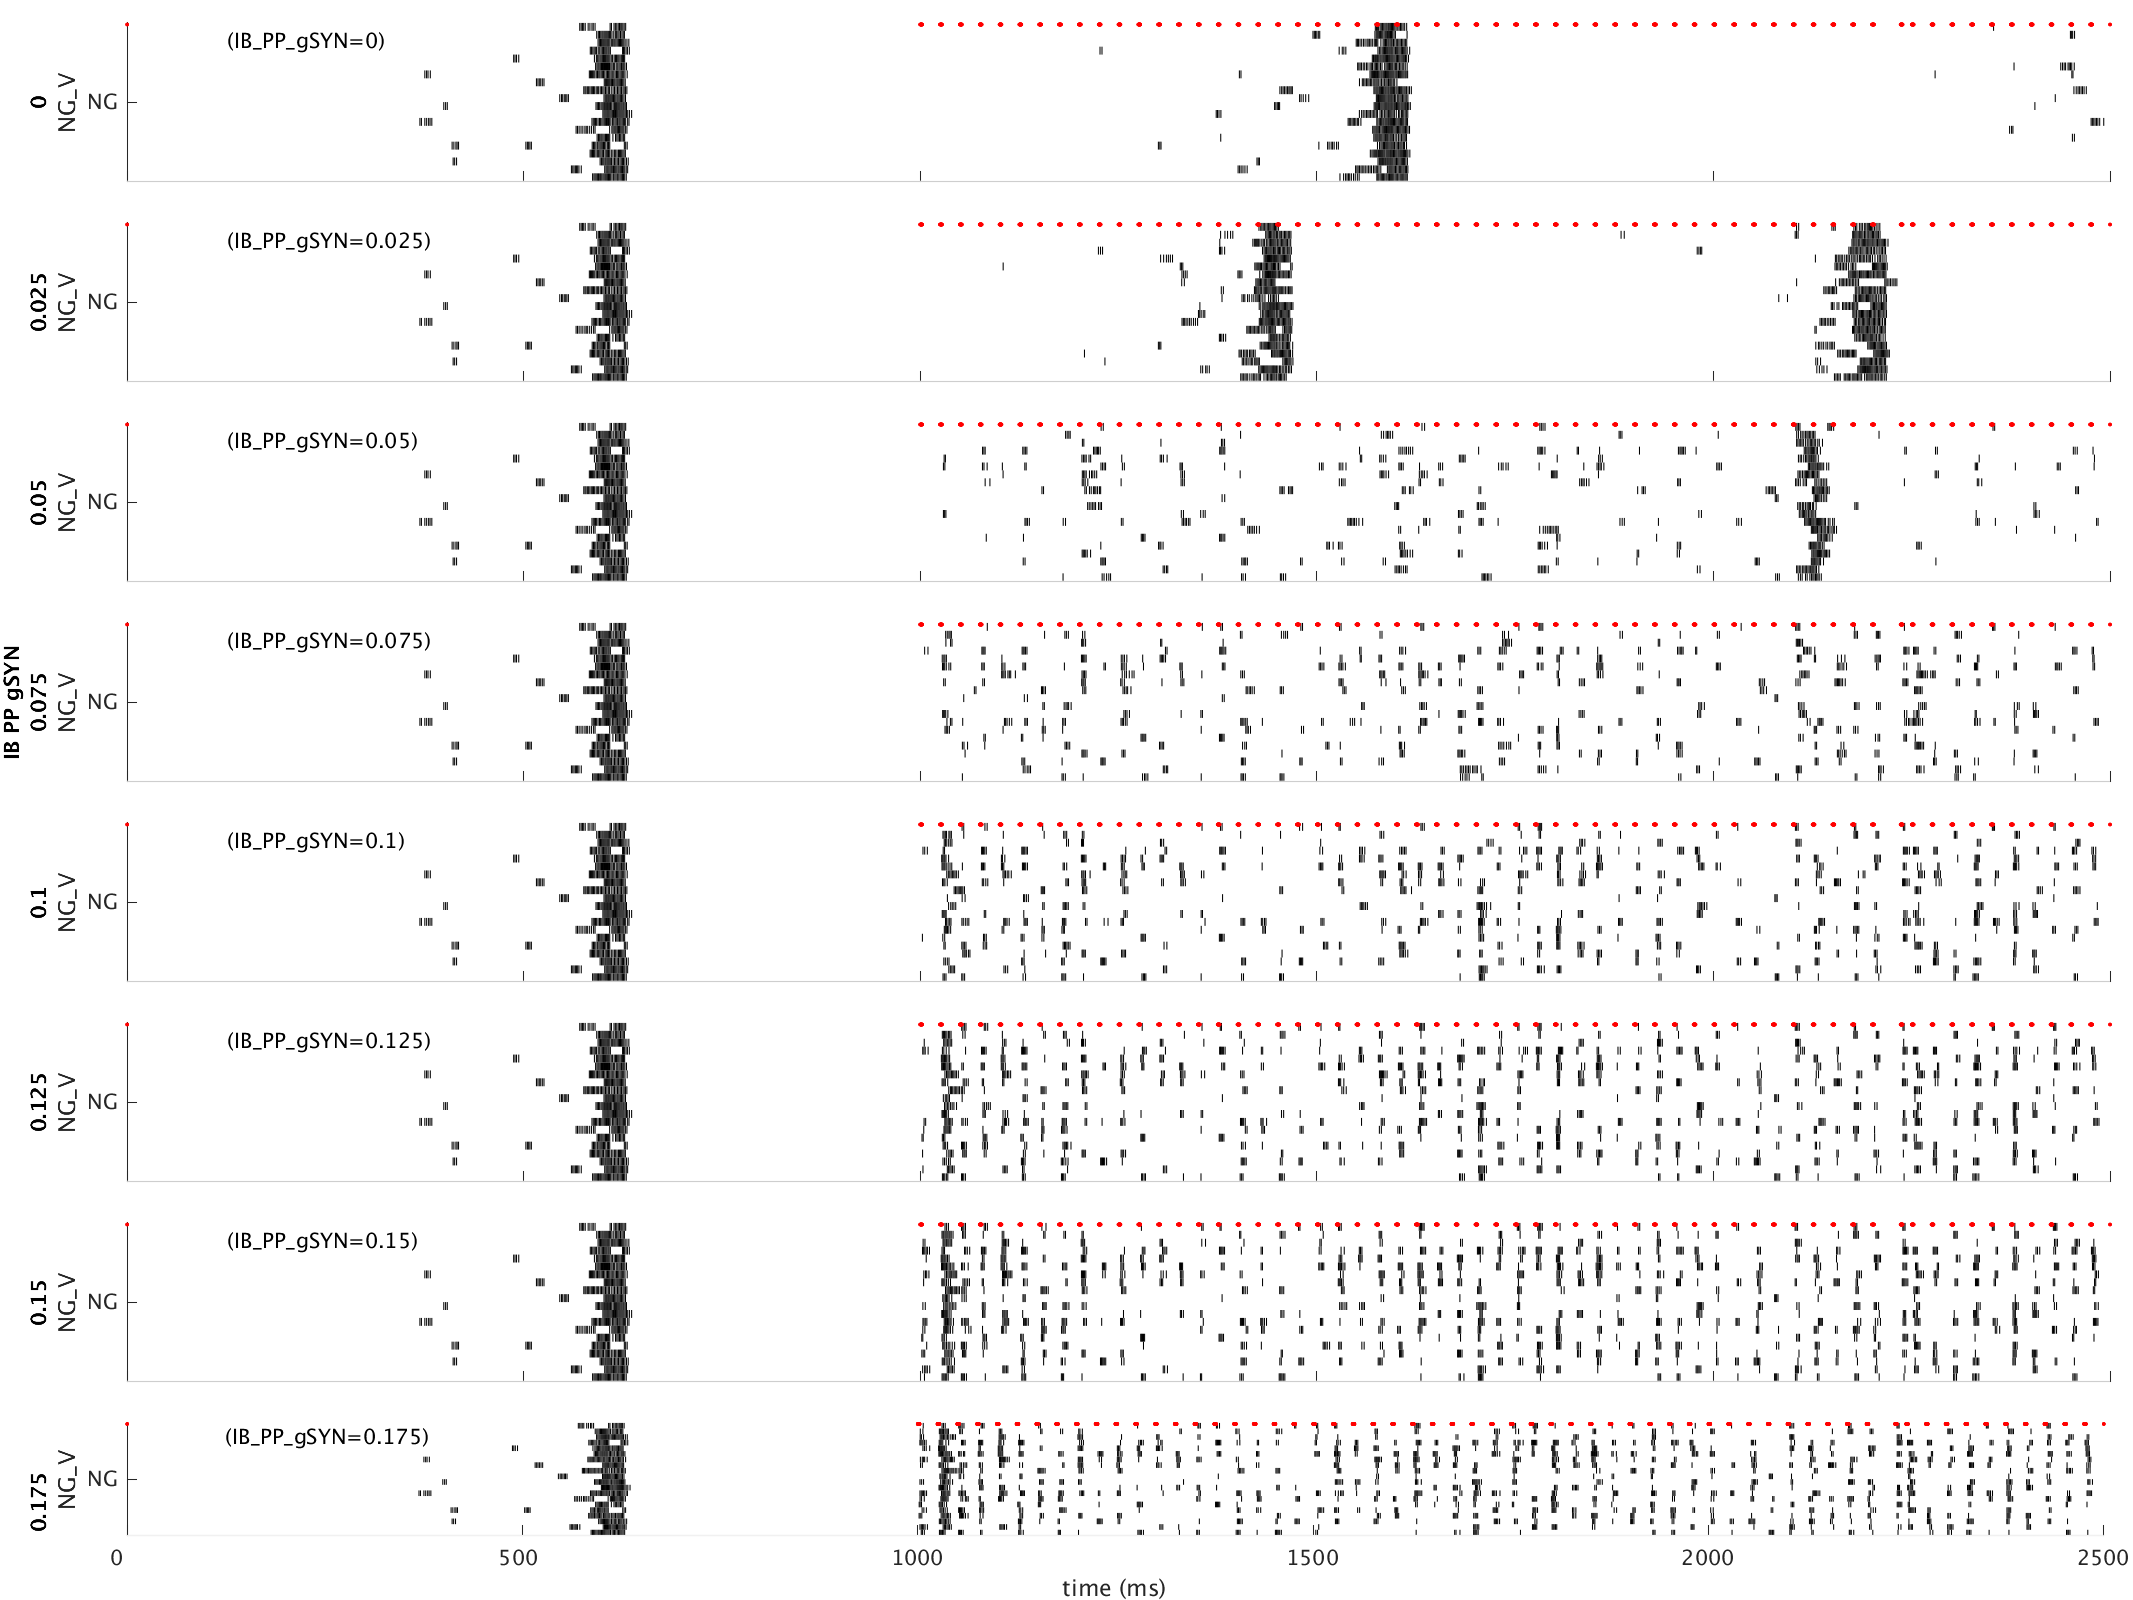 IB PP gSYN
0
NG_V
NG
(IB_PP_gSYN=0)
0.025
NG_V
NG
(IB_PP_gSYN=0.025)
0.05
NG_V
NG
(IB_PP_gSYN=0.05)
0.075
NG_V
NG
(IB_PP_gSYN=0.075)
0.1
NG_V
NG
(IB_PP_gSYN=0.1)
0.125
NG_V
NG
(IB_PP_gSYN=0.125)
0.15
NG_V
NG
(IB_PP_gSYN=0.15)
0.175
NG_V
NG
(IB_PP_gSYN=0.175)
0 500 1000 1500 2000 2500
time (ms)